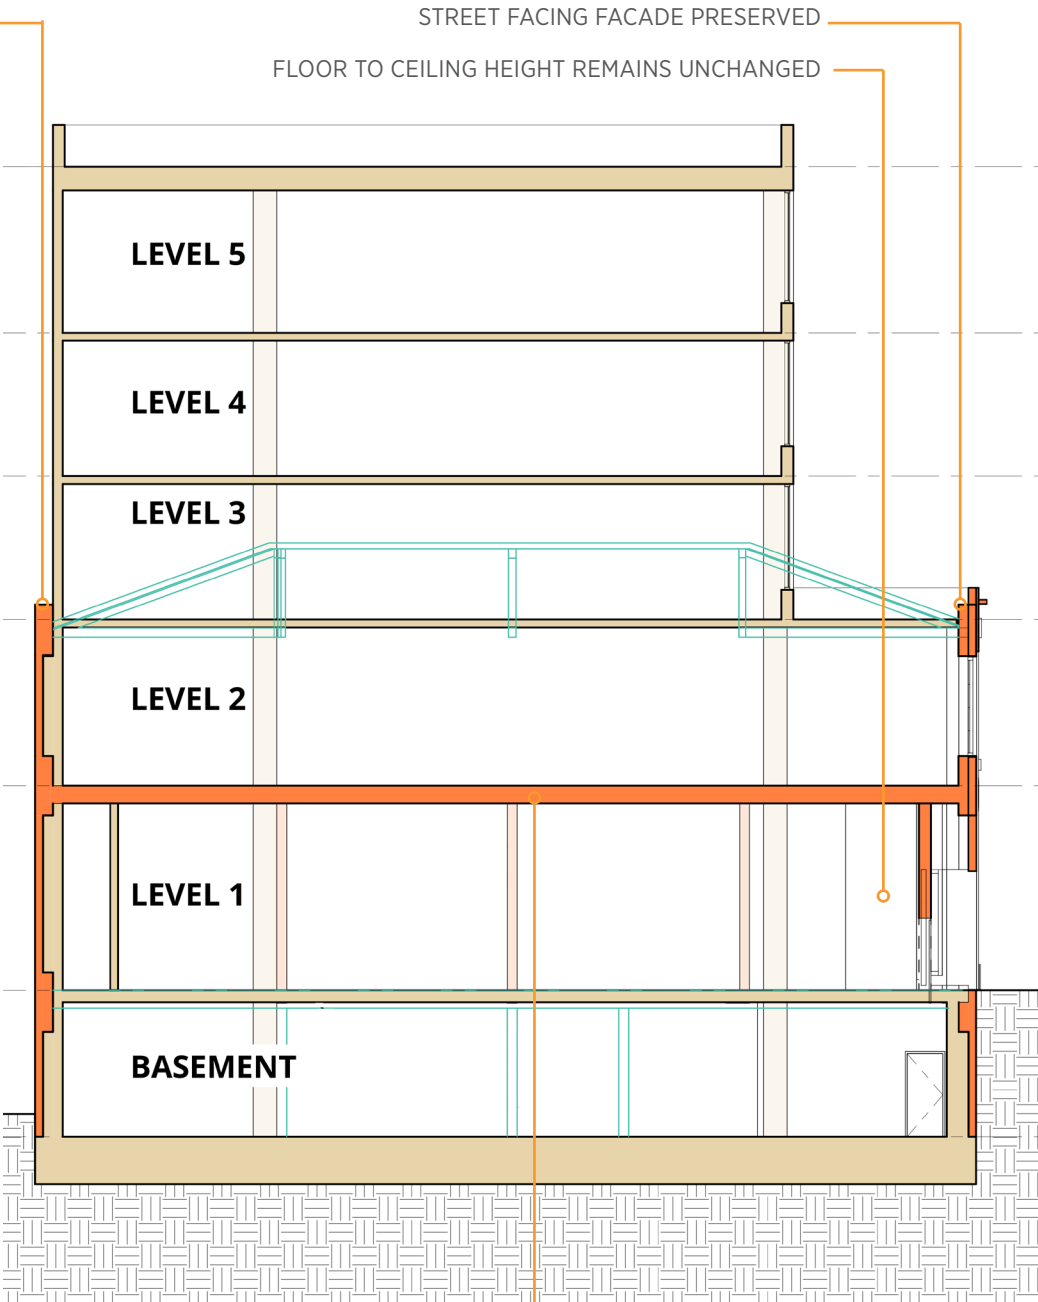 STREET FACING FACADE PRESERVED
FLOOR TO CEILING HEIGHT REMAINS UNCHANGED
LEVEL 5
LEVEL 4
LEVEL 3
LEVEL 2
LEVEL 1
BASEMENT